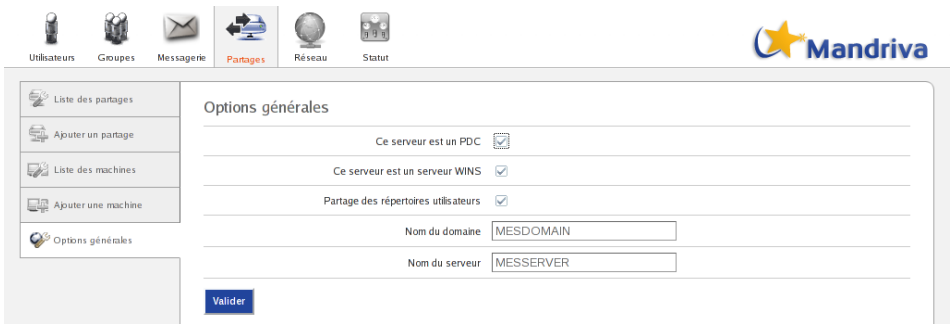 Utilisateurs Groupes Messagerie Partages Réseau Statut
Mandriva
Liste des partages
Ajouter un partage
Liste des machines
Ajouter une machine
Options générales
Options générales
Ce serveur est un PDC
Ce serveur est un serveur WINS
Partage des répertoires utilisateurs
Nom du domaine MESDOMAIN
Nom du serveur MESSERVER
Valider